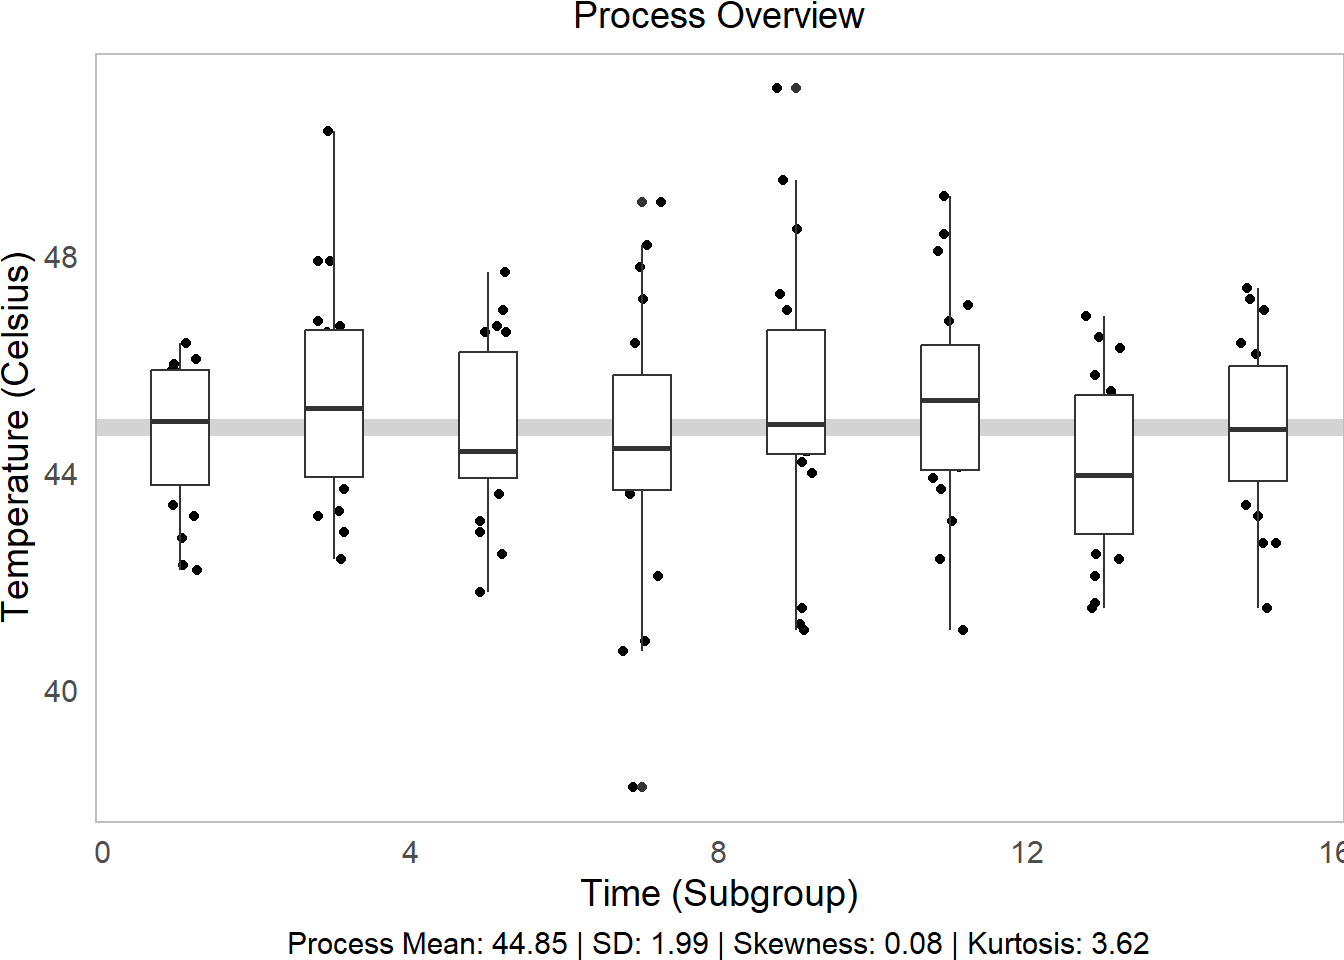 Process Overview
Temperature (Celsius)
48
44
40
0 4 8 12 16
Time (Subgroup)
Process Mean: 44.85 | SD: 1.99 | Skewness: 0.08 | Kurtosis: 3.62